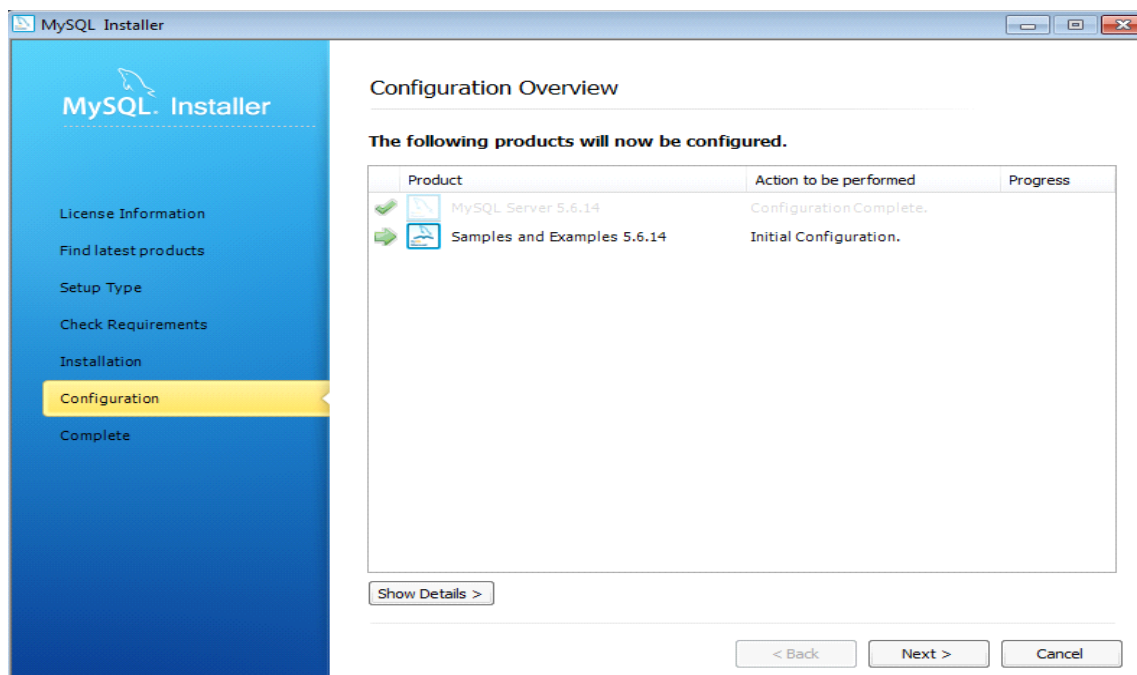 MySQL Installer
MySQL. Installer
License Information
Find latest products
Setup Type
Check Requirements
Installation
Configuration
Complete
Configuration Overview
The following products will now be configured.
Product Action to be performed Progress
MySQL Server 5.6.14 Configuration Complete.
Samples and Examples 5.6.14 Initial Configuration.
Show Details >
< Back Next > Cancel